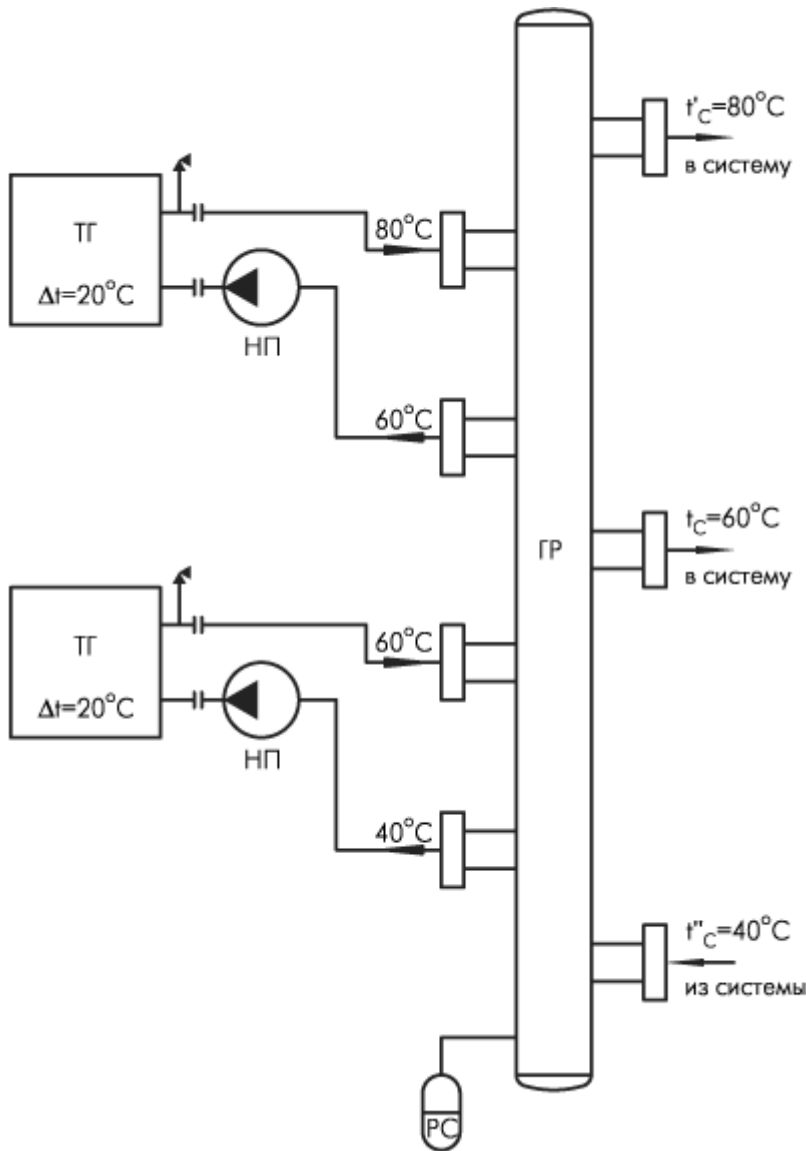 t'C=80°C
в систему
ТГ
Δt=20°C
80°C
НП
60°C
ГР
tC=60°C
в систему
ТГ
Δt=20°C
60°C
НП
40°C
t"C=40°C
из системы
РС